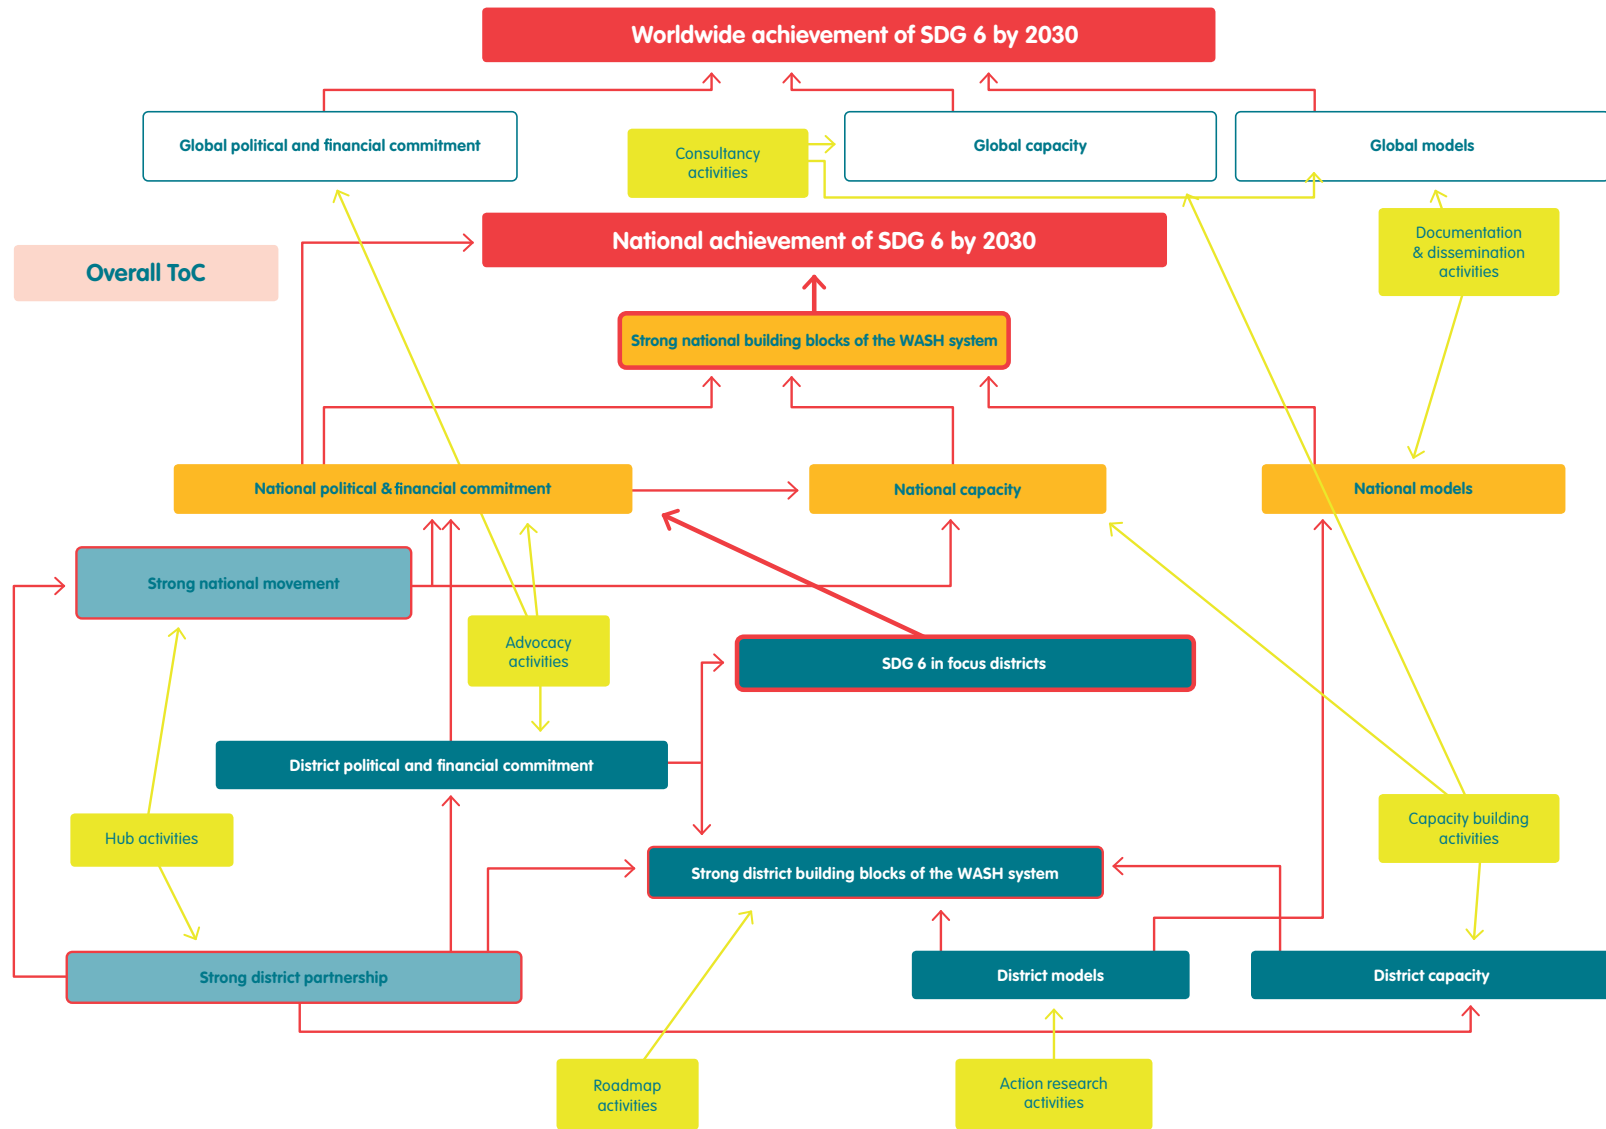 Worldwide achievement of SDG 6 by 2030
Global political and financial commitment
Consultancy
activities
Global capacity
Global models
National achievement of SDG 6 by 2030
Documentation
& dissemination
activities
Overall ToC
Strong national building blocks of the WASH system
National political & financial commitment
National capacity
National models
Strong national movement
Advocacy
activities
SDG 6 in focus districts
District political and financial commitment
Hub activities
Capacity building
activities
Strong district building blocks of the WASH system
Strong district partnership
District models
District capacity
Roadmap
activities
Action research
activities